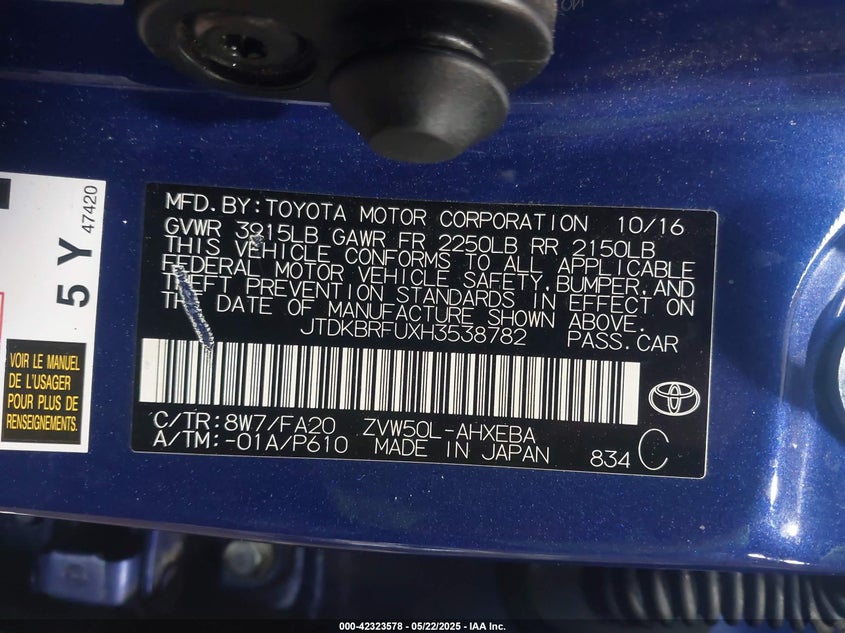 MFD. BY: TOYOTA MOTOR CORPORATION 10/16
GVWR 3915LB GAWR FR 2250LB RR 2150LB
THIS VEHICLE CONFORMS TO ALL APPLICABLE
FEDERAL MOTOR VEHICLE SAFETY, BUMPER, AND
THEFT PREVENTION STANDARDS IN EFFECT ON
THE DATE OF MANUFACTURE SHOWN ABOVE.
JTDKBRFUXH3538782 PASS. CAR
C/TR: 8W7/FA20 ZVW50L-AHXEBA
A/TM: -01A/P610 MADE IN JAPAN 834 C
5 Y 47420
VOIR LE MANUEL
DE L'USAGER
POUR PLUS DE
RENSEIGNEMENTS.
000-42323578 - 05/22/2025 - IAA Inc.